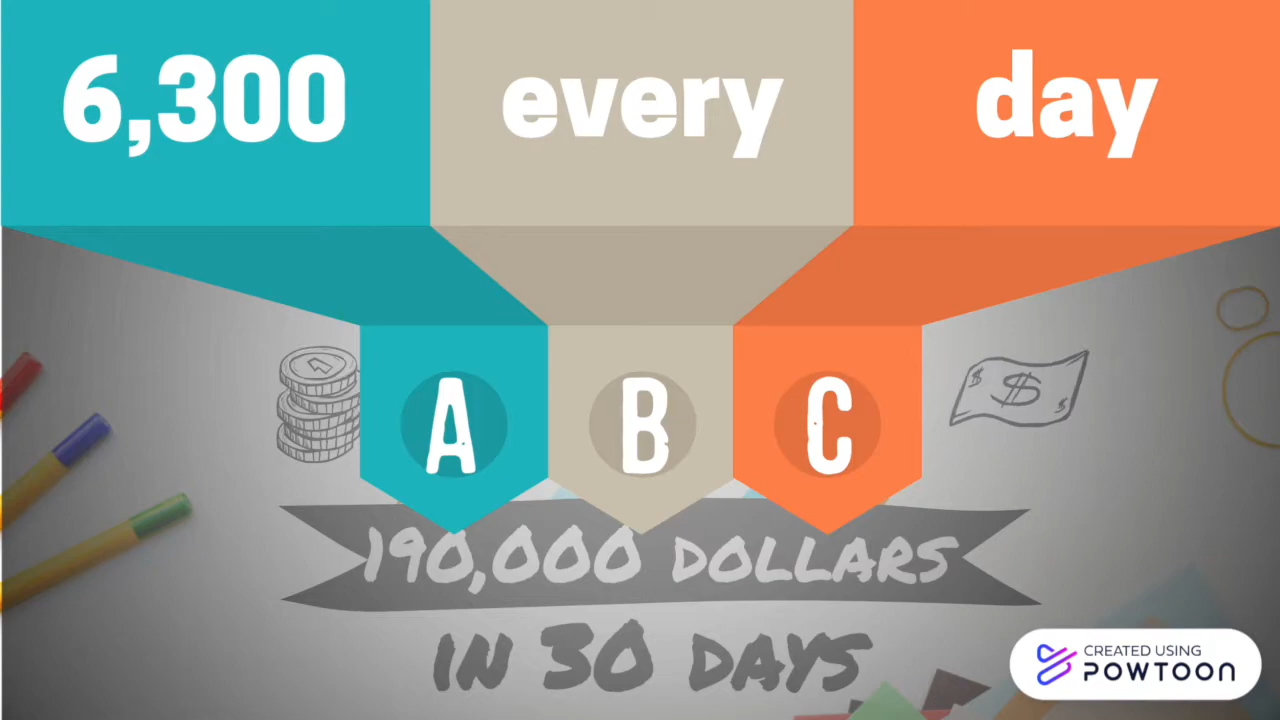 6,300 every day
A B C
$ $ $
190,000 DOLLARS
IN 30 DAYS
CREATED USING
POWTOON